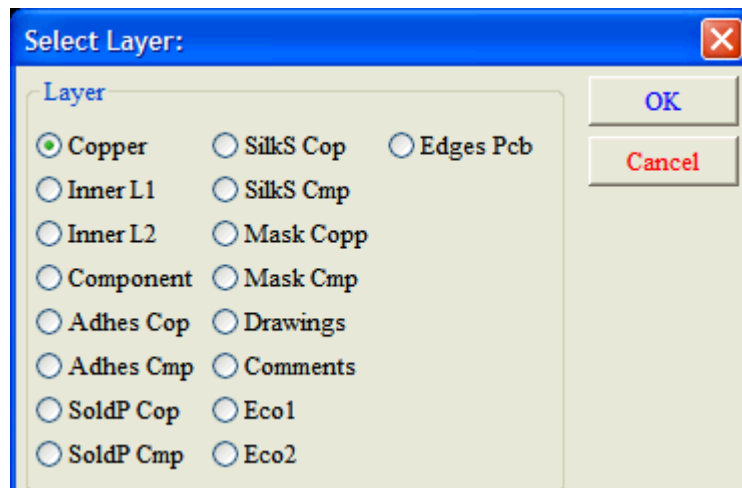 Select Layer:
Layer
OK
Copper
SilkS Cop
Edges Pcb
Cancel
Inner L1
SilkS Cmp
Inner L2
Mask Copp
Component
Mask Cmp
Adhes Cop
Drawings
Adhes Cmp
Comments
SoldP Cop
Eco1
SoldP Cmp
Eco2